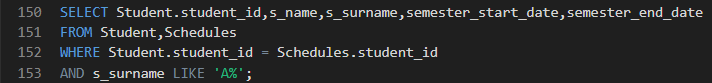 150 SELECT Student.student_id,s_name,s_surname,semester_start_date,semester_end_date
151 FROM Student,Schedules
152 WHERE Student.student_id = Schedules.student_id
153 AND s_surname LIKE 'A%';